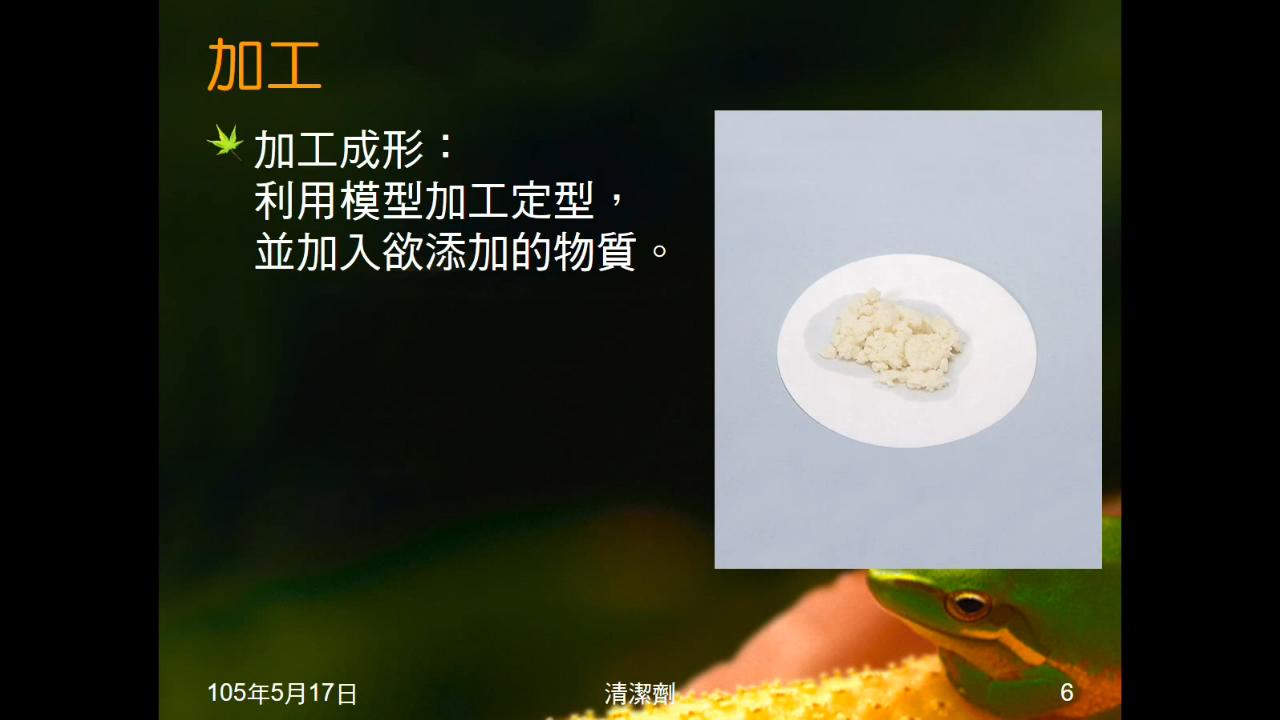 加工
加工成形：
利用模型加工定型，
並加入欲添加的物質。
105年5月17日
清潔劑
6